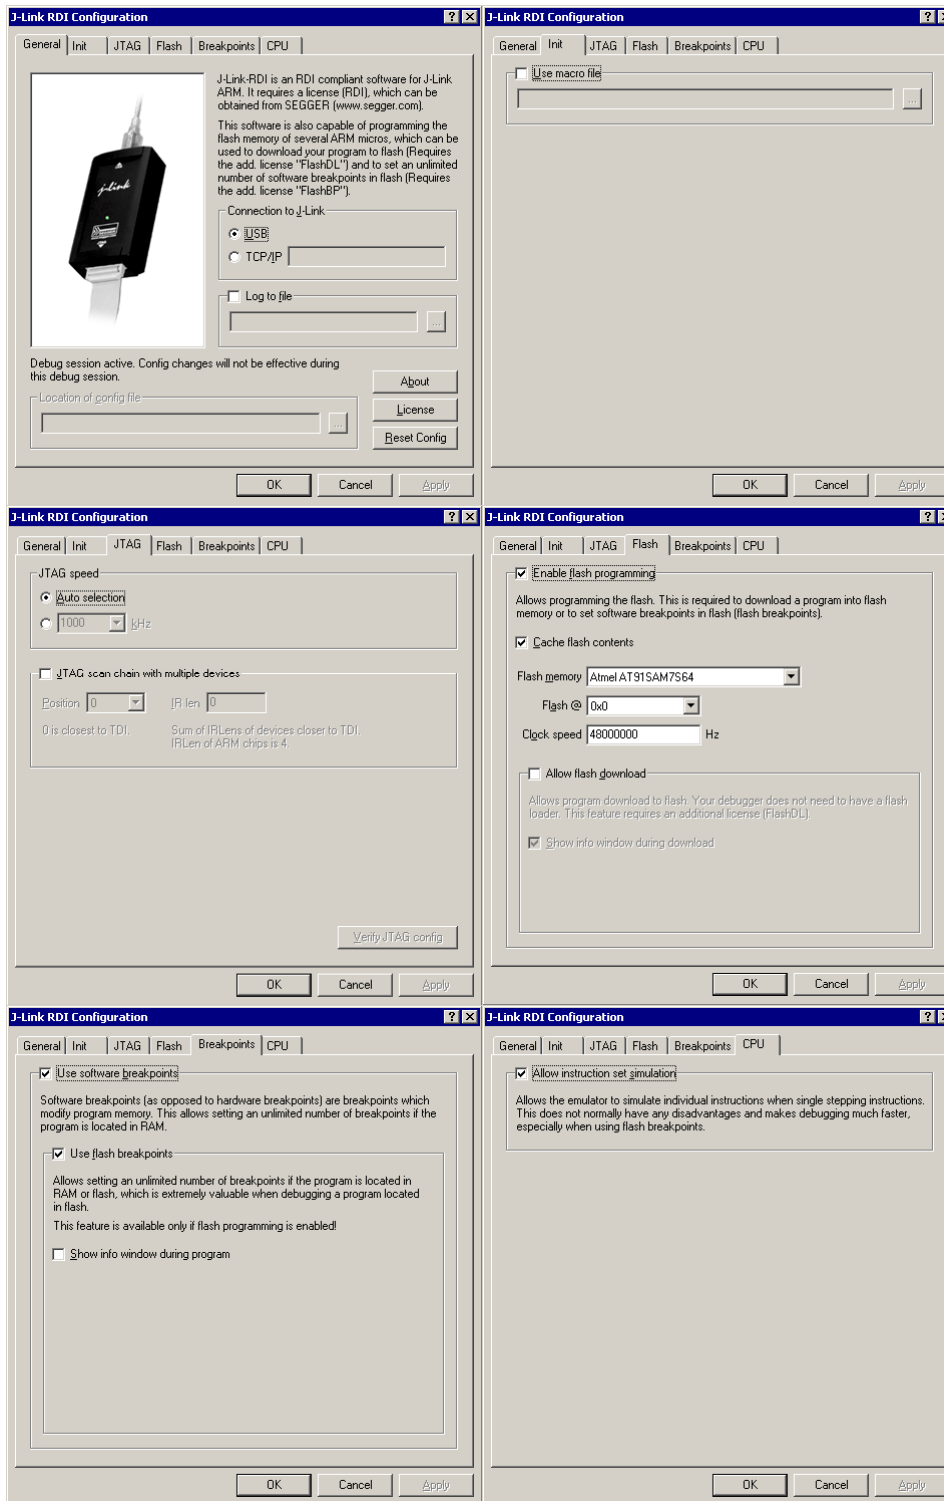 J-Link RDI Configuration
General Init JTAG Flash Breakpoints CPU
J-Link-RDI is an RDI compliant software for J-Link
ARM. It requires a license (RDI), which can be
obtained from SEGGER (www.segger.com).
This software is also capable of programming the
flash memory of several ARM micros, which can be
used to download your program to flash (Requires
the add. license "FlashDL") and to set an unlimited
number of software breakpoints in flash (Requires
the add. license "FlashBP").
J-Link
Connection to J-Link
USB
TCP/IP
Log to file
...
Debug session active. Config changes will not be effective during
this debug session.
Location of config file
...
About
License
Reset Config
OK Cancel Apply
J-Link RDI Configuration
General Init JTAG Flash Breakpoints CPU
Use macro file
...
OK Cancel Apply
J-Link RDI Configuration
General Init JTAG Flash Breakpoints CPU
JTAG speed
Auto selection
1000 kHz
JTAG scan chain with multiple devices
Position 0 IR len 0
0 is closest to TDI. Sum of IRLens of devices closer to TDI.
IRLen of ARM chips is 4.
Verify JTAG config
OK Cancel Apply
J-Link RDI Configuration
General Init JTAG Flash Breakpoints CPU
Enable flash programming
Allows programming the flash. This is required to download a program into flash
memory or to set software breakpoints in flash (flash breakpoints).
Cache flash contents
Flash memory Atmel AT91SAM7S64
Flash @ 0x0
Clock speed 48000000 Hz
Allow flash download
Allows program download to flash. Your debugger does not need to have a flash
loader. This feature requires an additional license (FlashDL).
Show info window during download
OK Cancel Apply
J-Link RDI Configuration
General Init JTAG Flash Breakpoints CPU
Use software breakpoints
Software breakpoints (as opposed to hardware breakpoints) are breakpoints which
modify program memory. This allows setting an unlimited number of breakpoints if the
program is located in RAM.
Use flash breakpoints
Allows setting an unlimited number of breakpoints if the program is located in
RAM or flash, which is extremely valuable when debugging a program located
in flash.
This feature is available only if flash programming is enabled!
Show info window during program
OK Cancel Apply
J-Link RDI Configuration
General Init JTAG Flash Breakpoints CPU
Allow instruction set simulation
Allows the emulator to simulate individual instructions when single stepping instructions.
This does not normally have any disadvantages and makes debugging much faster,
especially when using flash breakpoints.
OK Cancel Apply